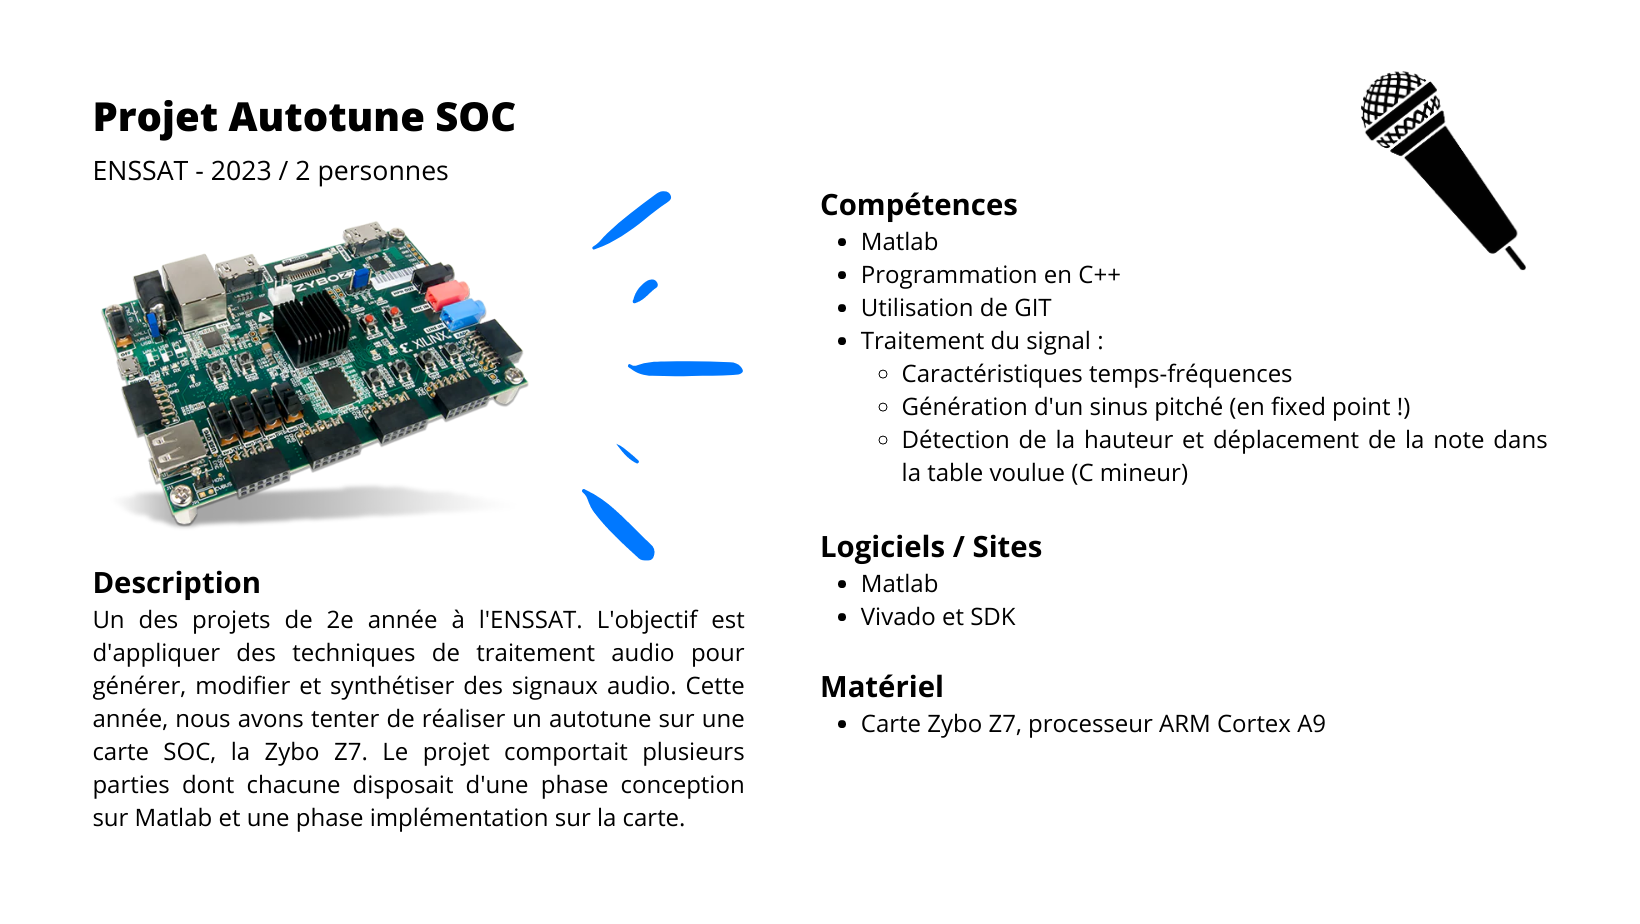 Projet Autotune SOC
ENSSAT - 2023 / 2 personnes
ZYBO Z7
XILINX
Description
Un des projets de 2e année à l'ENSSAT. L'objectif est
d'appliquer des techniques de traitement audio pour
générer, modifier et synthétiser des signaux audio. Cette
année, nous avons tenter de réaliser un autotune sur une
carte SOC, la Zybo Z7. Le projet comportait plusieurs
parties dont chacune disposait d'une phase conception
sur Matlab et une phase implémentation sur la carte.
Compétences
Matlab
Programmation en C++
Utilisation de GIT
Traitement du signal :
Caractéristiques temps-fréquences
Génération d'un sinus pitché (en fixed point !)
Détection de la hauteur et déplacement de la note dans
la table voulue (C mineur)
Logiciels / Sites
Matlab
Vivado et SDK
Matériel
Carte Zybo Z7, processeur ARM Cortex A9